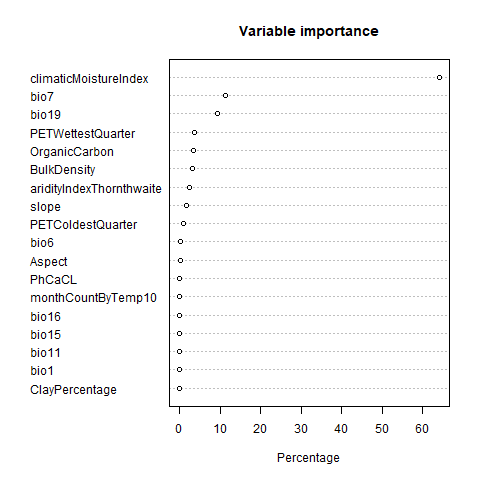 Variable importance
climaticMoistureIndex
bio7
bio19
PETWettestQuarter
OrganicCarbon
BulkDensity
aridityIndexThornthwaite
slope
PETColdestQuarter
bio6
Aspect
PhCaCL
monthCountByTemp10
bio16
bio15
bio11
bio1
ClayPercentage
0 10 20 30 40 50 60
Percentage